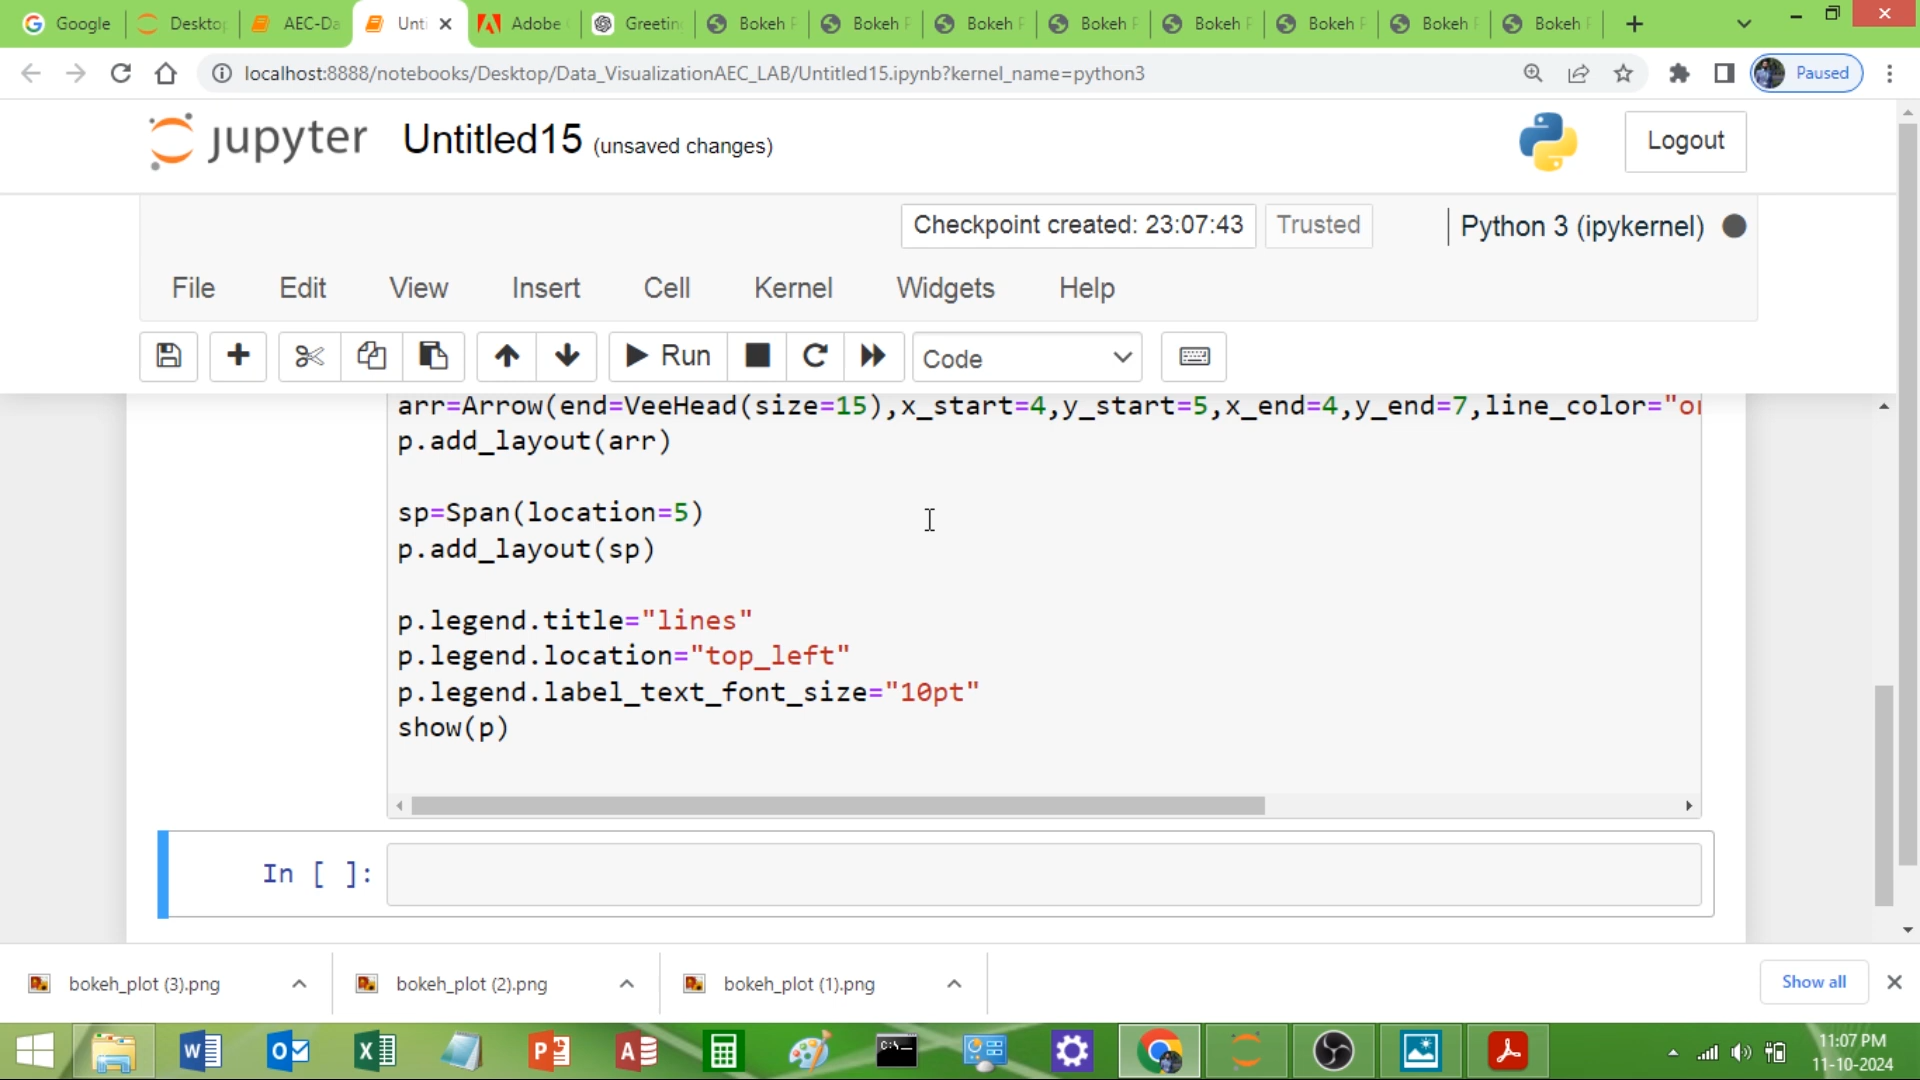 Google
Deskto
AEC-Da
Unti
Adobe
Greetin
Bokeh P
Bokeh P
Bokeh P
Bokeh P
Bokeh P
Bokeh P
Bokeh P
Bokeh P
localhost:8888/notebooks/Desktop/Data_VisualizationAEC_LAB/Untitled15.ipynb?kernel_name=python3
Paused
jupyter Untitled15 (unsaved changes)
Logout
Checkpoint created: 23:07:43
Trusted
Python 3 (ipykernel)
File Edit View Insert Cell Kernel Widgets Help
Run
Code
arr=Arrow(end=VeeHead(size=15),x_start=4,y_start=5,x_end=4,y_end=7,line_color="or
p.add_layout(arr)
sp=Span(location=5)
p.add_layout(sp)
p.legend.title="lines"
p.legend.location="top_left"
p.legend.label_text_font_size="10pt"
show(p)
In [ ]:
bokeh_plot (3).png
bokeh_plot (2).png
bokeh_plot (1).png
Show all
11:07 PM
11-10-2024